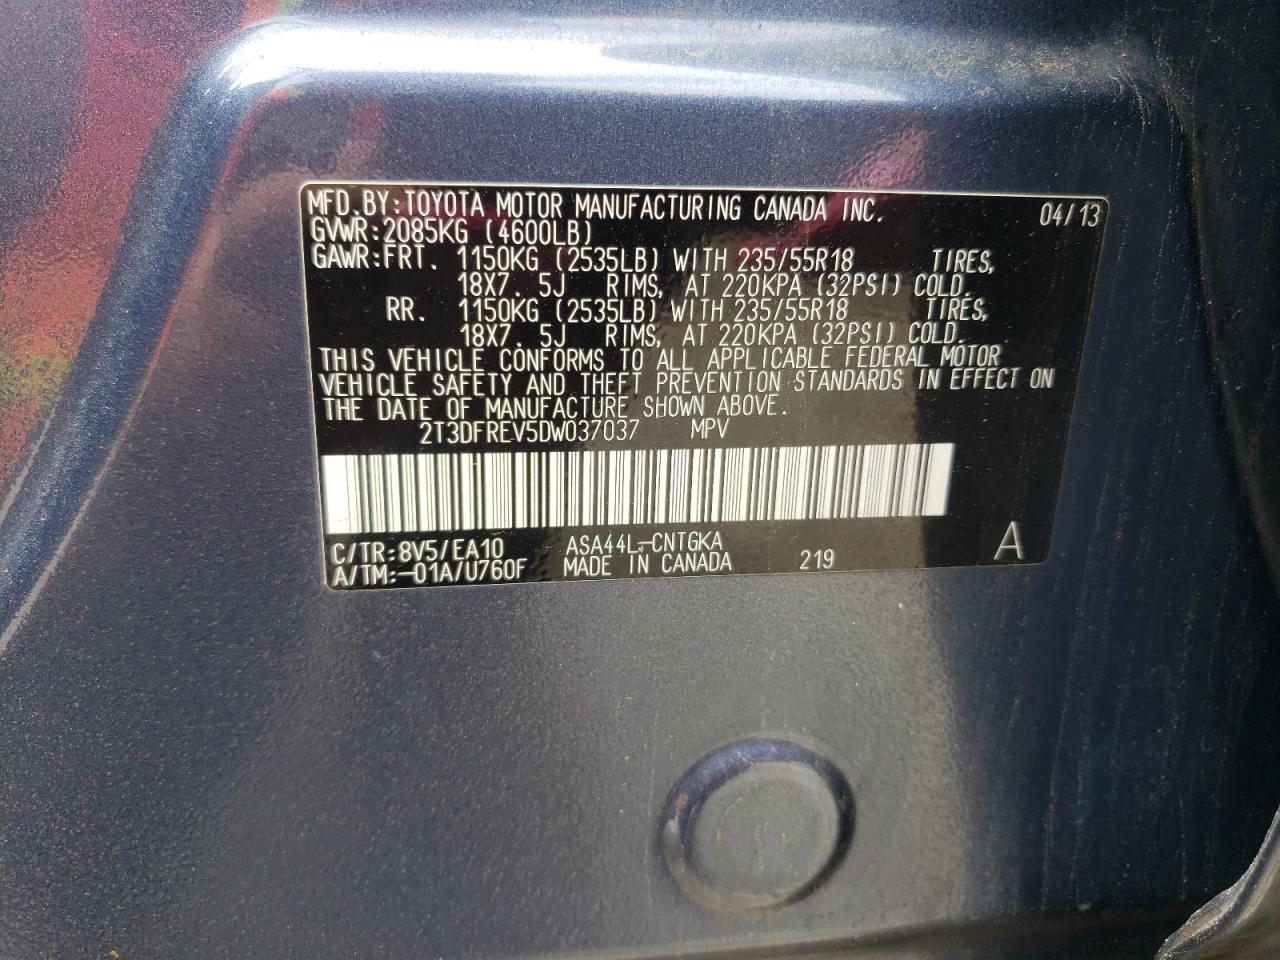 MFD.BY:TOYOTA MOTOR MANUFACTURING CANADA INC. 04/13
GVWR:2085KG (4600LB)
GAWR:FRT. 1150KG (2535LB) WITH 235/55R18 TIRES,
18X7. 5J RIMS, AT 220KPA (32PSI) COLD.
RR. 1150KG (2535LB) WITH 235/55R18 TIRES,
18X7. 5J RIMS, AT 220KPA (32PSI) COLD.
THIS VEHICLE CONFORMS TO ALL APPLICABLE FEDERAL MOTOR
VEHICLE SAFETY AND THEFT PREVENTION STANDARDS IN EFFECT ON
THE DATE OF MANUFACTURE SHOWN ABOVE.
2T3DFREV5DW037037 MPV
C/TR:8V5/EA10 ASA44L-CNTGKA
A/TM:-01A/U760F MADE IN CANADA 219 A